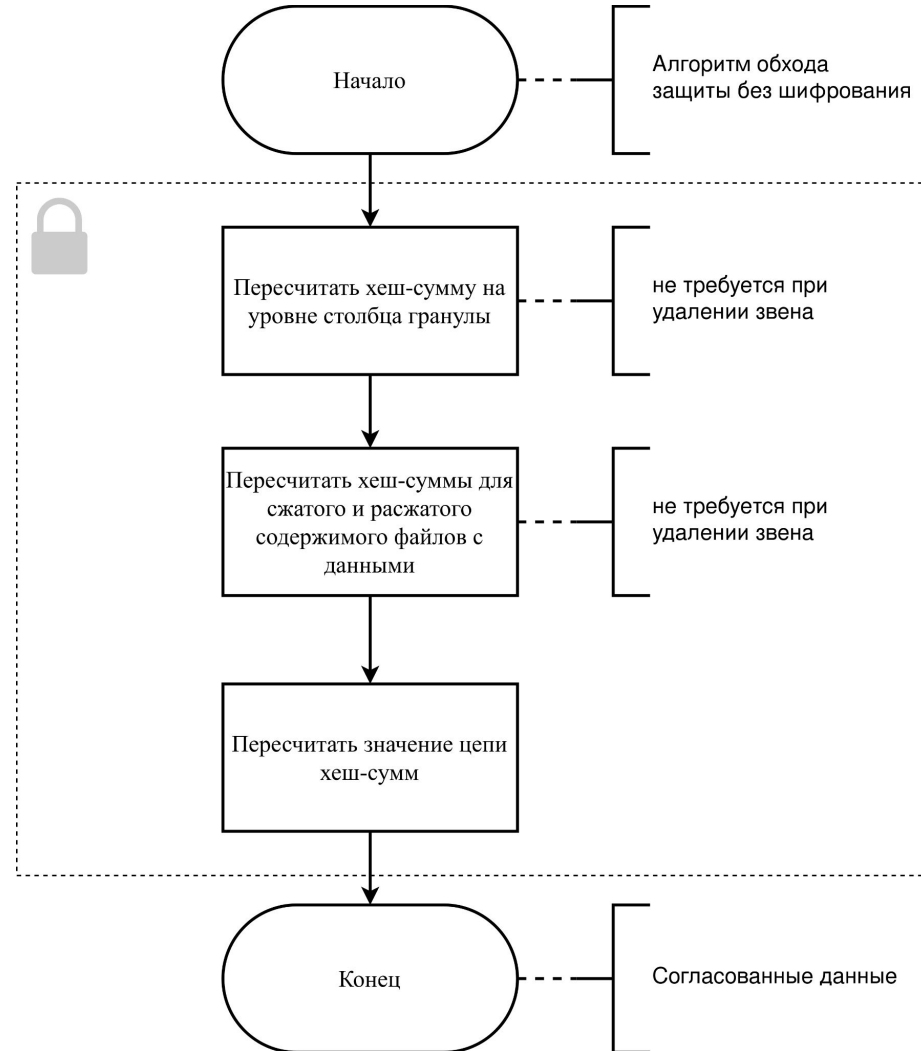 Начало
Алгоритм обхода
защиты без шифрования
Пересчитать хеш-сумму на
уровне столбца гранулы
не требуется при
удалении звена
Пересчитать хеш-суммы для
сжатого и расжатого
содержимого файлов с
данными
не требуется при
удалении звена
Пересчитать значение цепи
хеш-сумм
Конец
Согласованные данные